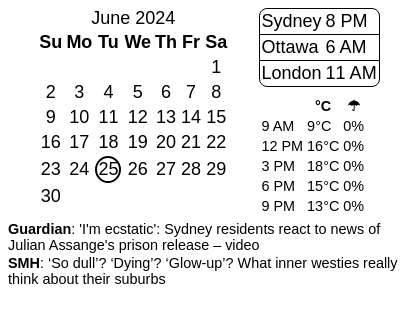 June 2024
Su Mo Tu We Th Fr Sa
1
2 3 4 5 6 7 8
9 10 11 12 13 14 15
16 17 18 19 20 21 22
23 24 25 26 27 28 29
30
Sydney 8 PM
Ottawa 6 AM
London 11 AM
°C ☂
9 AM 9°C 0%
12 PM 16°C 0%
3 PM 18°C 0%
6 PM 15°C 0%
9 PM 13°C 0%
Guardian: 'I'm ecstatic': Sydney residents react to news of
Julian Assange's prison release – video
SMH: ‘So dull’? ‘Dying’? ‘Glow-up’? What inner westies really
think about their suburbs